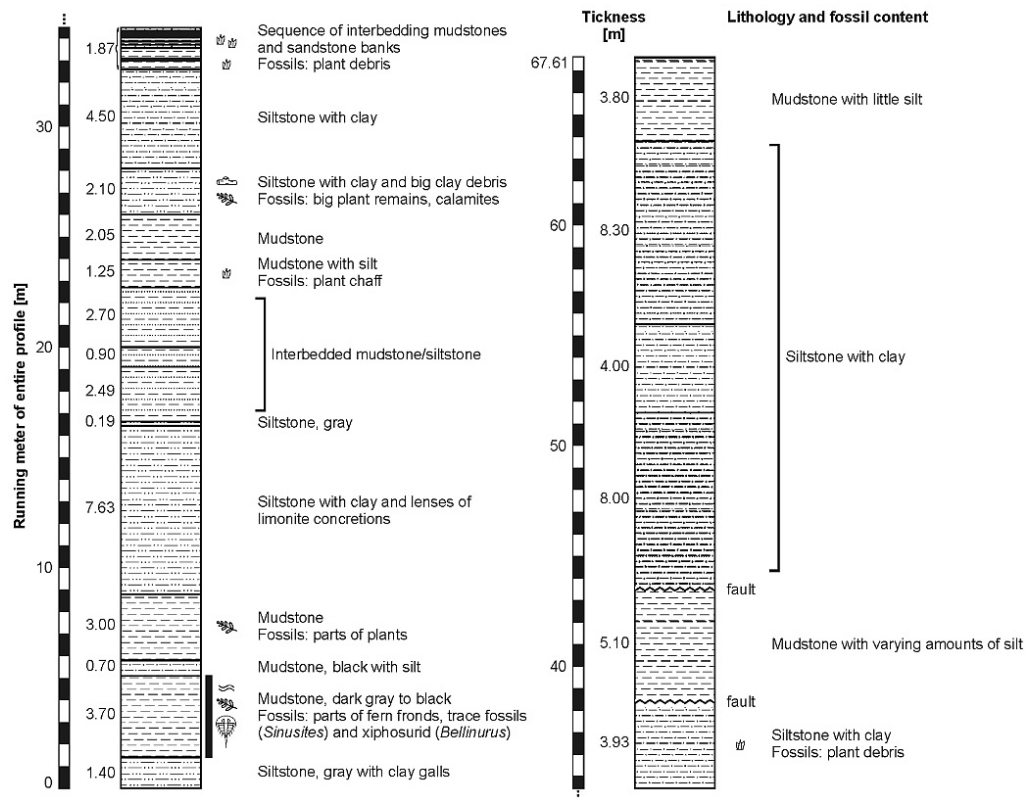 Running meter of entire profile [m]
30
20
10
0
1.87
4.50
2.10
2.05
1.25
2.70
0.90
2.49
0.19
7.63
3.00
0.70
3.70
1.40
Sequence of interbedding mudstones
and sandstone banks
Fossils: plant debris
Siltstone with clay
Siltstone with clay and big clay debris
Fossils: big plant remains, calamites
Mudstone
Mudstone with silt
Fossils: plant chaff
Interbedded mudstone/siltstone
Siltstone, gray
Siltstone with clay and lenses of
limonite concretions
Mudstone
Fossils: parts of plants
Mudstone, black with silt
Mudstone, dark gray to black
Fossils: parts of fern fronds, trace fossils
(Sinusites) and xiphosurid (Bellinurus)
Siltstone, gray with clay galls
Tickness
[m]
Lithology and fossil content
67.61
60
50
40
3.80
8.30
4.00
8.00
5.10
3.93
Mudstone with little silt
Siltstone with clay
fault
Mudstone with varying amounts of silt
fault
Siltstone with clay
Fossils: plant debris